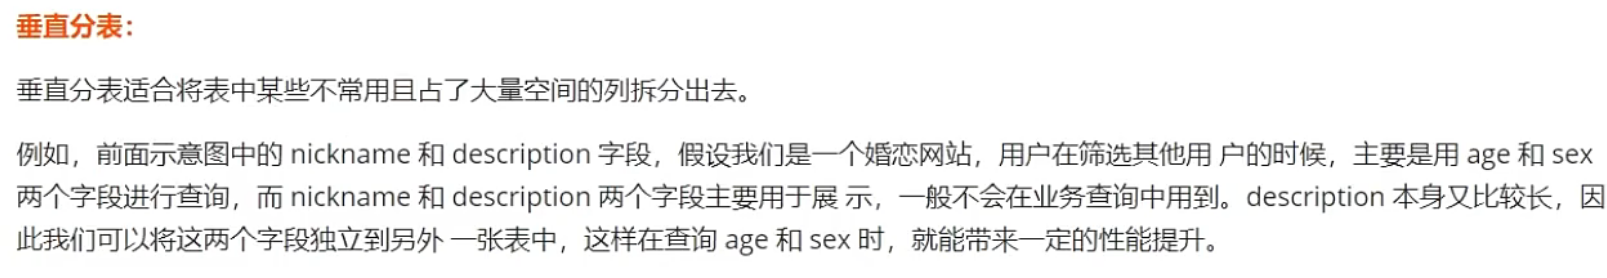 垂直分表：
垂直分表适合将表中某些不常用且占了大量空间的列拆分出去。
例如，前面示意图中的 nickname 和 description 字段，假设我们是一个婚恋网站，用户在筛选其他用 户的时候，主要是用 age 和 sex
两个字段进行查询，而 nickname 和 description 两个字段主要用于展 示，一般不会在业务查询中用到。description 本身又比较长，因
此我们可以将这两个字段独立到另外 一张表中，这样在查询 age 和 sex 时，就能带来一定的性能提升。